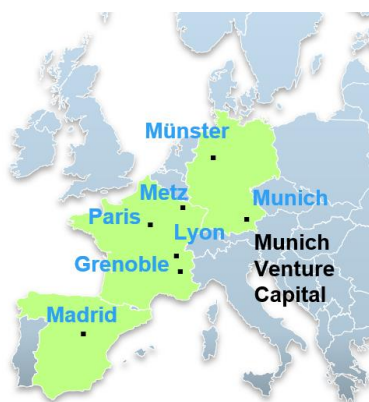 Münster
Metz
Munich
Paris
Lyon
Munich
Venture
Capital
Grenoble
Madrid